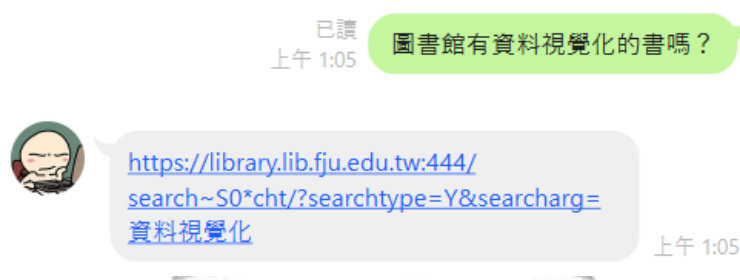 已讀
上午 1:05
圖書館有資料視覺化的書嗎？
https://library.lib.fju.edu.tw:444/
search~S0*cht/?searchtype=Y&searcharg=
資料視覺化
上午 1:05